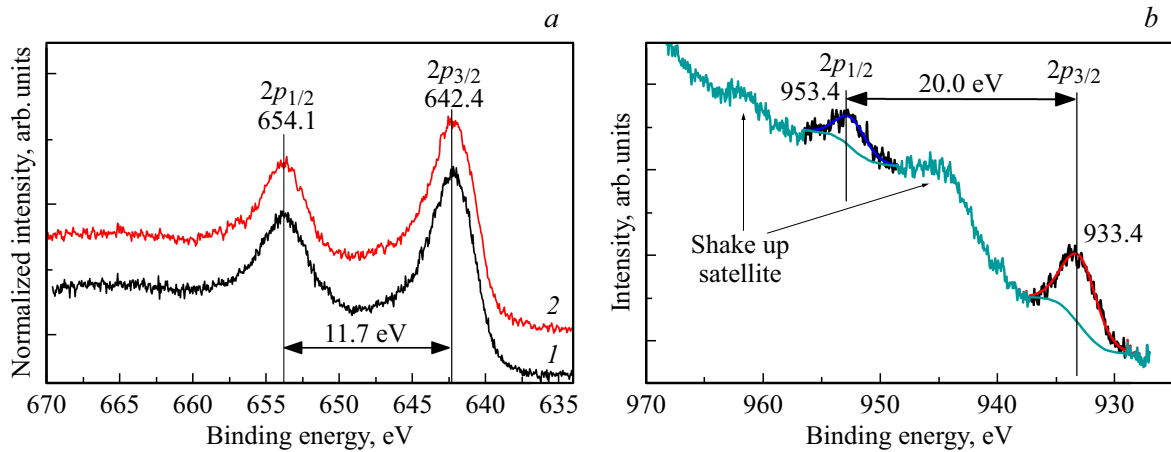 a
Normalized intensity, arb. units
2p1/2
654.1
2p3/2
642.4
11.7 eV
2
1
670 665 660 655 650 645 640 635
Binding energy, eV
b
Intensity, arb. units
2p1/2
953.4
20.0 eV
2p3/2
933.4
Shake up
satellite
970 960 950 940 930
Binding energy, eV